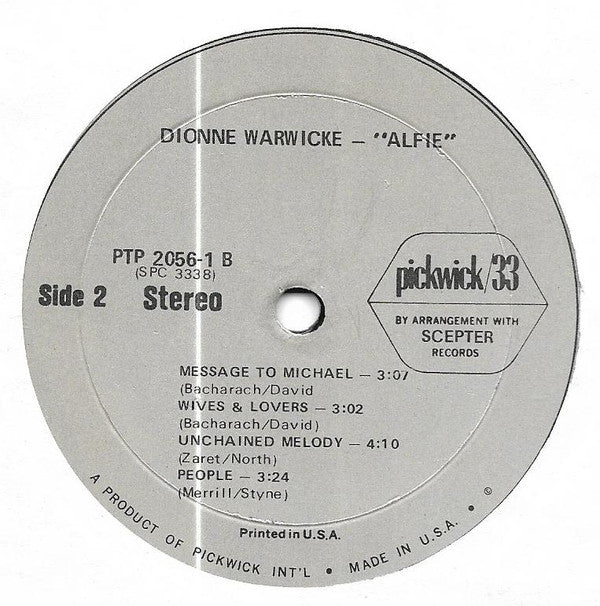 DIONNE WARWICKE – "ALFIE"
PTP 2056-1 B
(SPC 3338)
Side 2 Stereo
pickwick/33
BY ARRANGEMENT WITH
SCEPTER
RECORDS
MESSAGE TO MICHAEL – 3:07
(Bacharach/David
WIVES & LOVERS – 3:02
(Bacharach/David)
UNCHAINED MELODY – 4:10
(Zaret/North)
PEOPLE – 3:24
(Merrill/Styne)
Printed in U.S.A.
A PRODUCT OF PICKWICK INT'L • MADE IN U.S.A. • ©